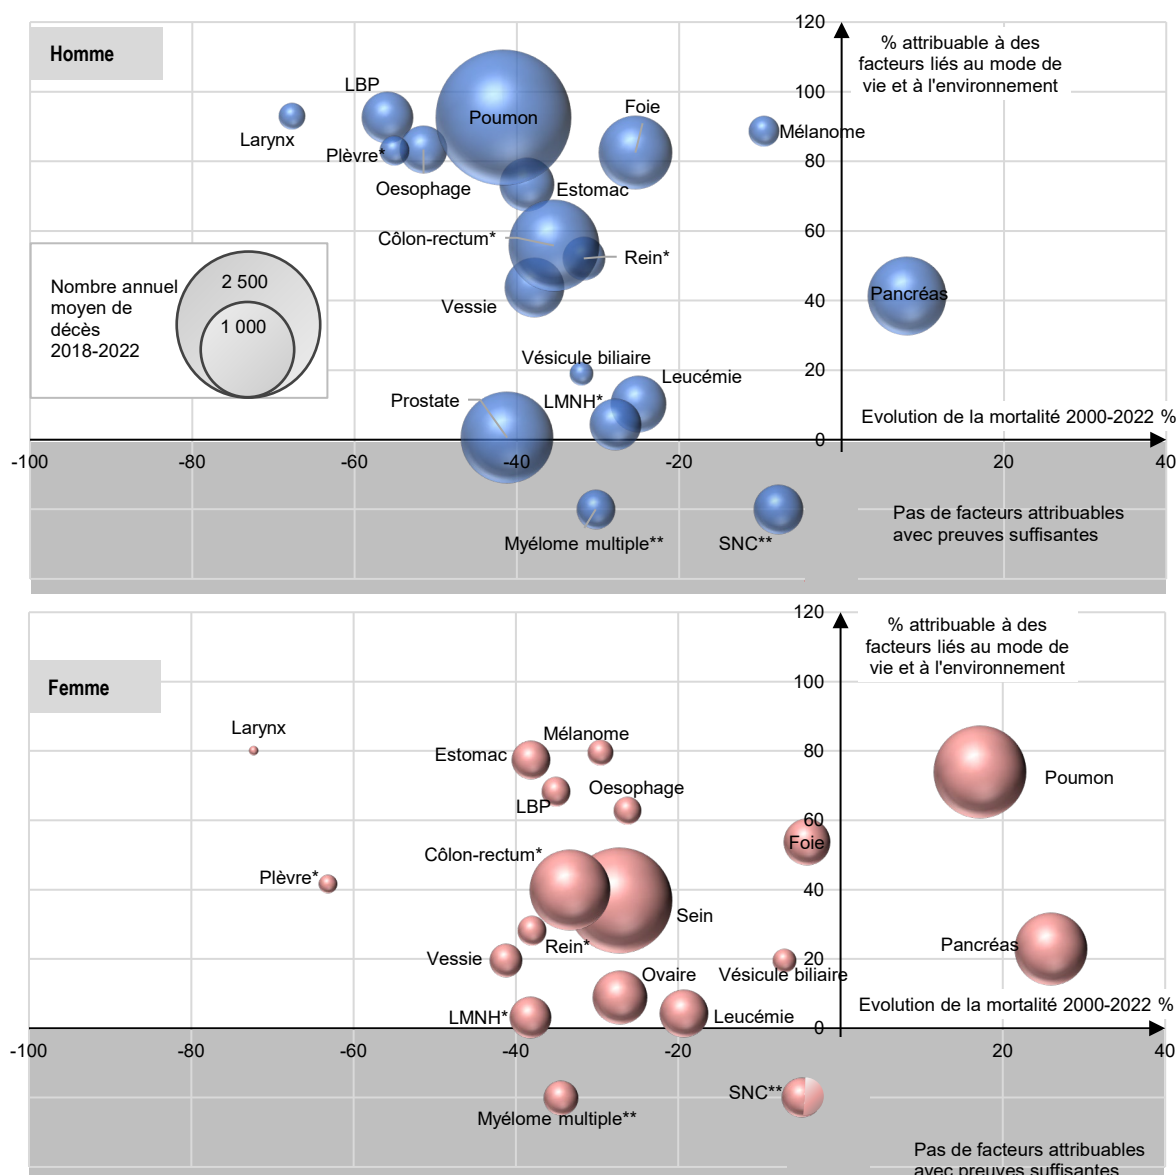 120
Homme
% attribuable à des
facteurs liés au mode de
vie et à l'environnement
100
LBP
Foie
Poumon
Mélanome
Larynx
Plèvre*
80
Oesophage
Estomac
60
Côlon-rectum*
Rein*
Nombre annuel
moyen de
décès
2018-2022
2 500
1 000
Pancréas
40
Vessie
Vésicule biliaire
20
Leucémie
Prostate
LMNH*
Evolution de la mortalité 2000-2022 %
0
-100
-80
-60
-40
-20
20
40
Pas de facteurs attribuables
avec preuves suffisantes
Myélome multiple**
SNC**
120
% attribuable à des
facteurs liés au mode de
vie et à l'environnement
Femme
100
Larynx
Mélanome
Estomac
80
Poumon
Oesophage
LBP
60
Foie
Côlon-rectum*
Plèvre*
40
Sein
Rein*
Pancréas
Vessie
20
Ovaire
Vésicule biliaire
Evolution de la mortalité 2000-2022 %
LMNH*
Leucémie
0
-100
-80
-60
-40
-20
20
40
SNC**
Myélome multiple**
Pas de facteurs attribuables
avec preuves suffisantes